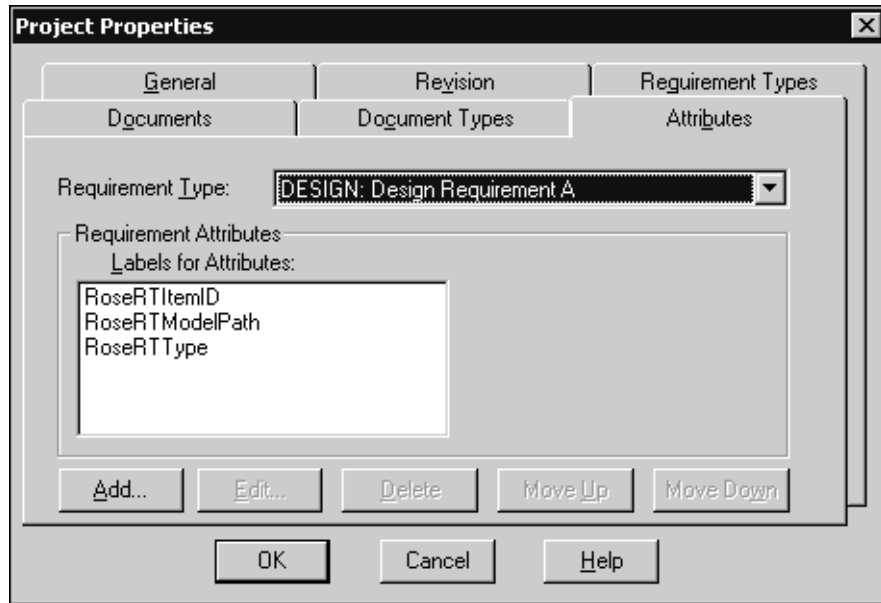 Project Properties
General Revision Reguirement Types
Documents Document Types Attributes
Requirement Type: DESIGN: Design Requirement A
Requirement Attributes
Labels for Attributes:
RoseRTItemID
RoseRTModelPath
RoseRTType
Add... Edit... Delete Move Up Move Down
OK Cancel Help